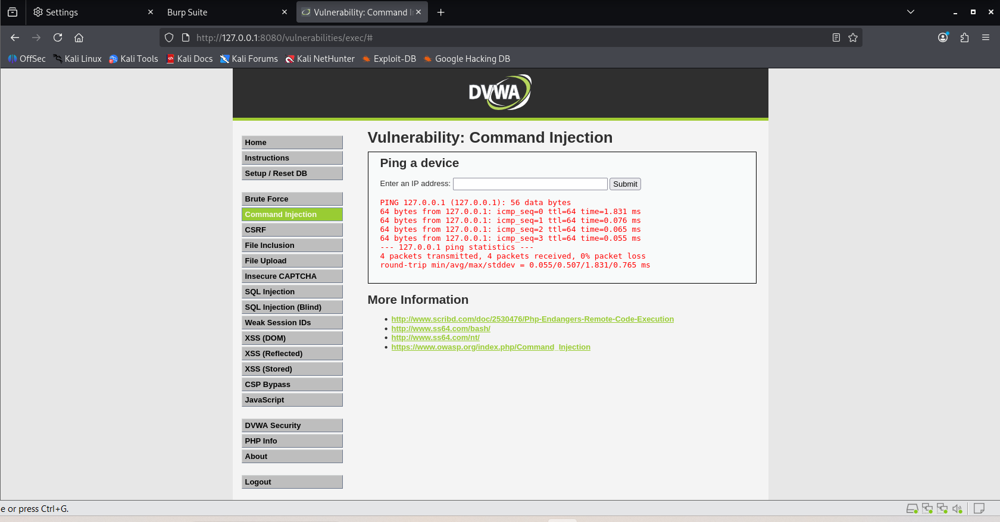 Settings
Burp Suite
Vulnerability: Command I
http://127.0.0.1:8080/vulnerabilities/exec/#
OffSec Kali Linux Kali Tools Kali Docs Kali Forums Kali NetHunter Exploit-DB Google Hacking DB
DVWA
Home
Instructions
Setup / Reset DB
Brute Force
Command Injection
CSRF
File Inclusion
File Upload
Insecure CAPTCHA
SQL Injection
SQL Injection (Blind)
Weak Session IDs
XSS (DOM)
XSS (Reflected)
XSS (Stored)
CSP Bypass
JavaScript
DVWA Security
PHP Info
About
Logout
Vulnerability: Command Injection
Ping a device
Enter an IP address: Submit
PING 127.0.0.1 (127.0.0.1): 56 data bytes
64 bytes from 127.0.0.1: icmp_seq=0 ttl=64 time=1.831 ms
64 bytes from 127.0.0.1: icmp_seq=1 ttl=64 time=0.076 ms
64 bytes from 127.0.0.1: icmp_seq=2 ttl=64 time=0.065 ms
64 bytes from 127.0.0.1: icmp_seq=3 ttl=64 time=0.055 ms
--- 127.0.0.1 ping statistics ---
4 packets transmitted, 4 packets received, 0% packet loss
round-trip min/avg/max/stddev = 0.055/0.507/1.831/0.765 ms
More Information
http://www.scribd.com/doc/2530476/Php-Endangers-Remote-Code-Execution
http://www.ss64.com/bash/
http://www.ss64.com/nt/
https://www.owasp.org/index.php/Command_Injection
e or press Ctrl+G.